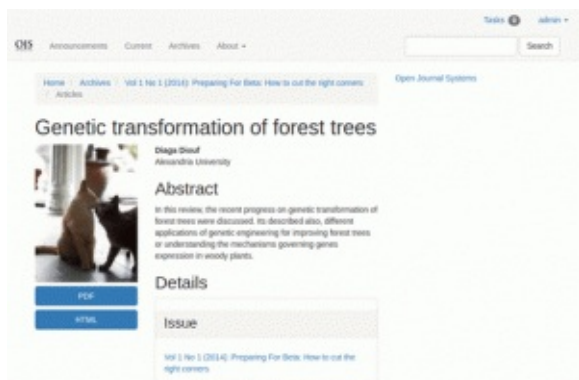 Tasks 0 admin
OJS Announcements Current Archives About Search
Home / Archives / Vol 1 No 1 (2014): Preparing For Beta: How to cut the right corners
/ Articles
Open Journal Systems
Genetic transformation of forest trees
Diaga Diouf
Alexandria University
Abstract
In this review, the recent progress on genetic transformation of
forest trees were discussed. Its described also, different
applications of genetic engineering for improving forest trees
or understanding the mechanisms governing genes
expression in woody plants.
PDF
HTML
Details
Issue
Vol 1 No 1 (2014): Preparing For Beta: How to cut the
right corners